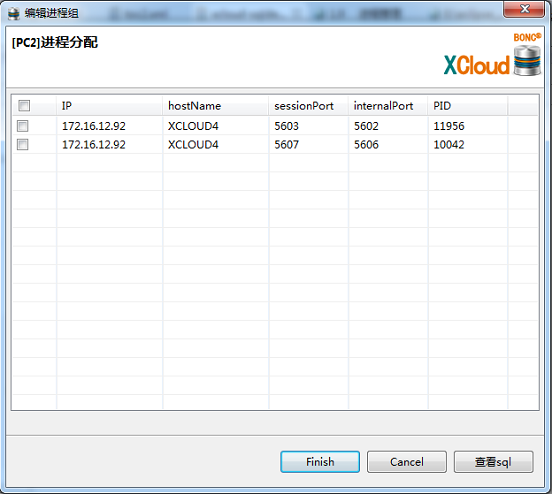 编辑进程组
[PC2]进程分配
BONC®
XCloud
IP hostName sessionPort internalPort PID
172.16.12.92 XCLOUD4 5603 5602 11956
172.16.12.92 XCLOUD4 5607 5606 10042
Finish Cancel 查看sql